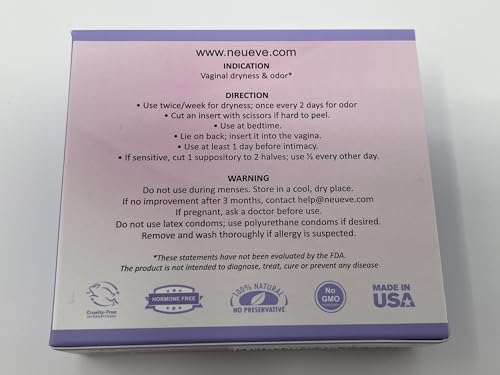 www.neueve.com
INDICATION
Vaginal dryness & odor*
DIRECTION
• Use twice/week for dryness; once every 2 days for odor
• Cut an insert with scissors if hard to peel.
• Use at bedtime.
• Lie on back; insert it into the vagina.
• Use at least 1 day before intimacy.
• If sensitive, cut 1 suppository to 2 halves; use ½ every other day.
WARNING
Do not use during menses. Store in a cool, dry place.
If no improvement after 3 months, contact help@neueve.com
If pregnant, ask a doctor before use.
Do not use latex condoms; use polyurethane condoms if desired.
Remove and wash thoroughly if allergy is suspected.
*These statements have not been evaluated by the FDA.
The product is not intended to diagnose, treat, cure or prevent any disease
Cruelty-Free
INTERNATIONAL
HORMONE FREE
100% NATURAL
NO PRESERVATIVE
No
GMO
MADE IN
USA